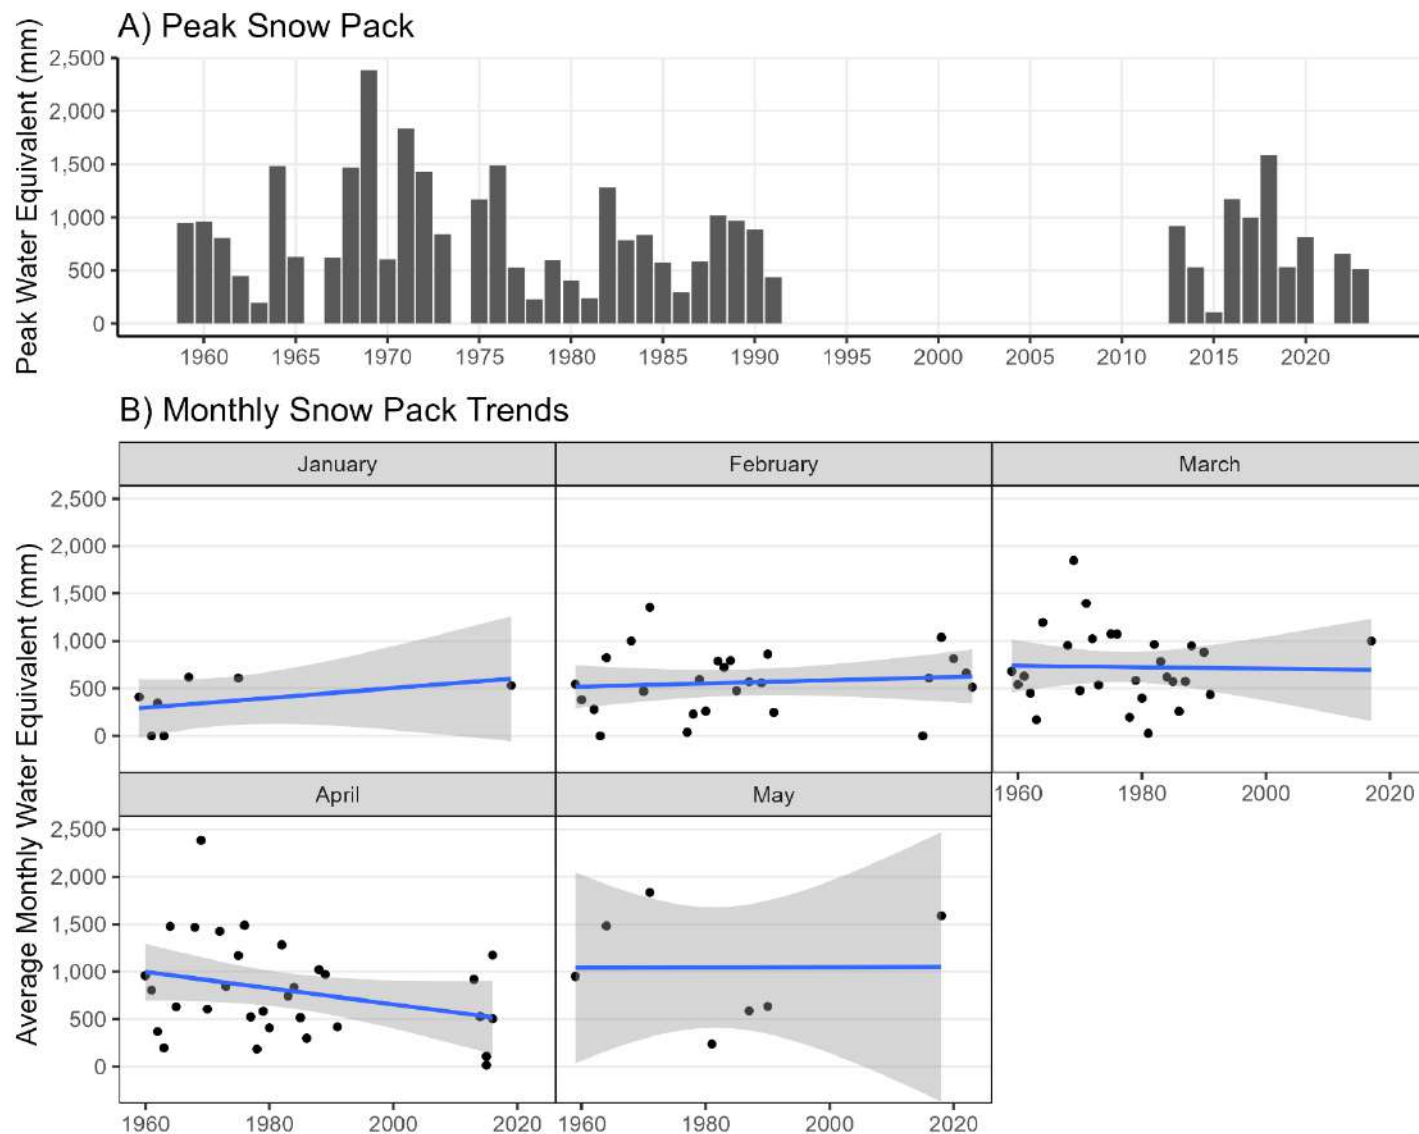 A) Peak Snow Pack
Peak Water Equivalent (mm)
2,500
2,000
1,500
1,000
500
0
1960 1965 1970 1975 1980 1985 1990 1995 2000 2005 2010 2015 2020
B) Monthly Snow Pack Trends
Average Monthly Water Equivalent (mm)
January February March
2,500
2,000
1,500
1,000
500
0
1960 1980 2000 2020
April May
2,500
2,000
1,500
1,000
500
0
1960 1980 2000 2020 1960 1980 2000 2020